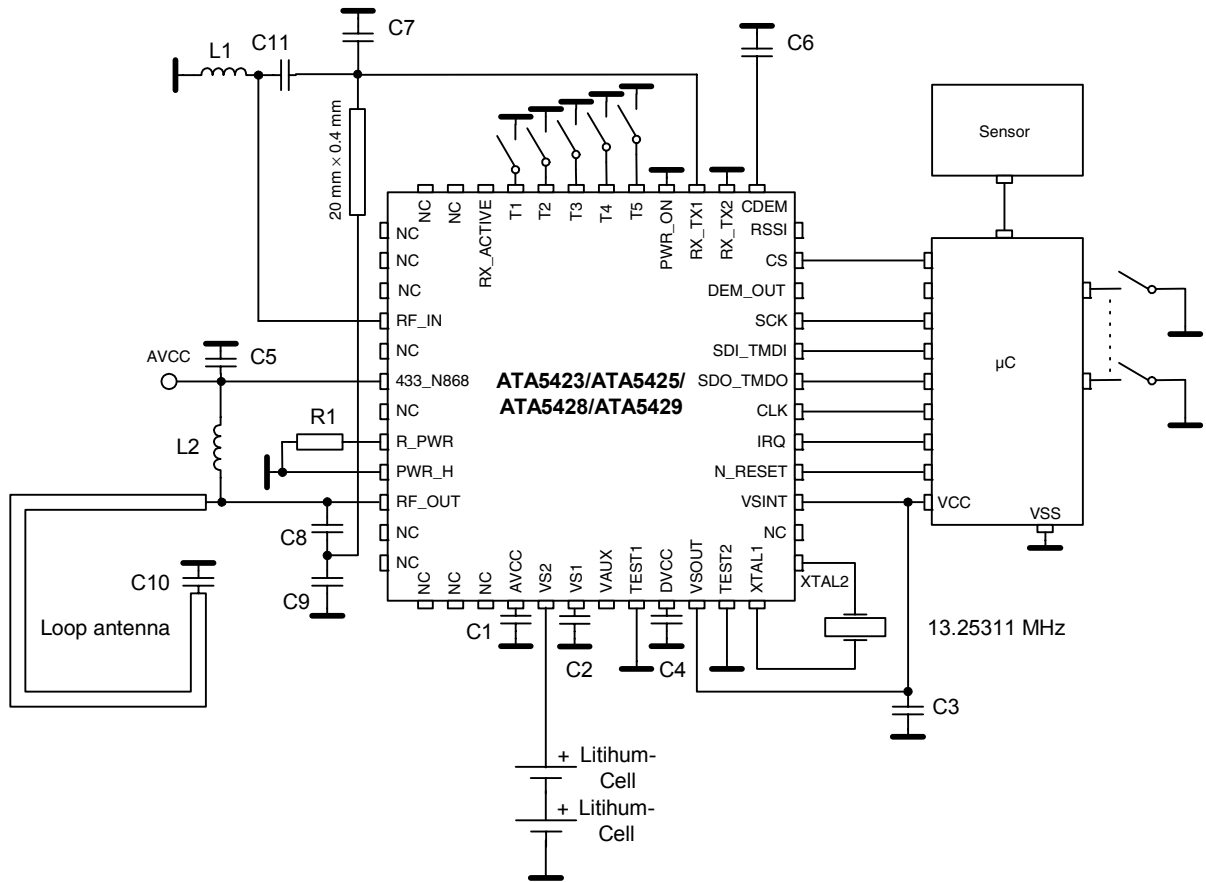 C7
L1
C11
C6
20 mm × 0.4 mm
Sensor
NC
NC
RX_ACTIVE
T1
T2
T3
T4
T5
PWR_ON
RX_TX1
RX_TX2
CDEM
NC
RSSI
NC
CS
NC
DEM_OUT
RF_IN
SCK
NC
SDI_TMDI
AVCC
C5
433_N868
ATA5423/ATA5425/
ATA5428/ATA5429
SDO_TMDO
µC
NC
CLK
R1
L2
R_PWR
IRQ
PWR_H
N_RESET
RF_OUT
VSINT
VCC
VSS
C8
NC
NC
NC
C10
C9
NC
NC
NC
AVCC
VS2
VS1
VAUX
TEST1
DVCC
VSOUT
TEST2
XTAL1
XTAL2
Loop antenna
C1
C2
C4
13.25311 MHz
C3
+ Litihum-
Cell
+ Litihum-
Cell